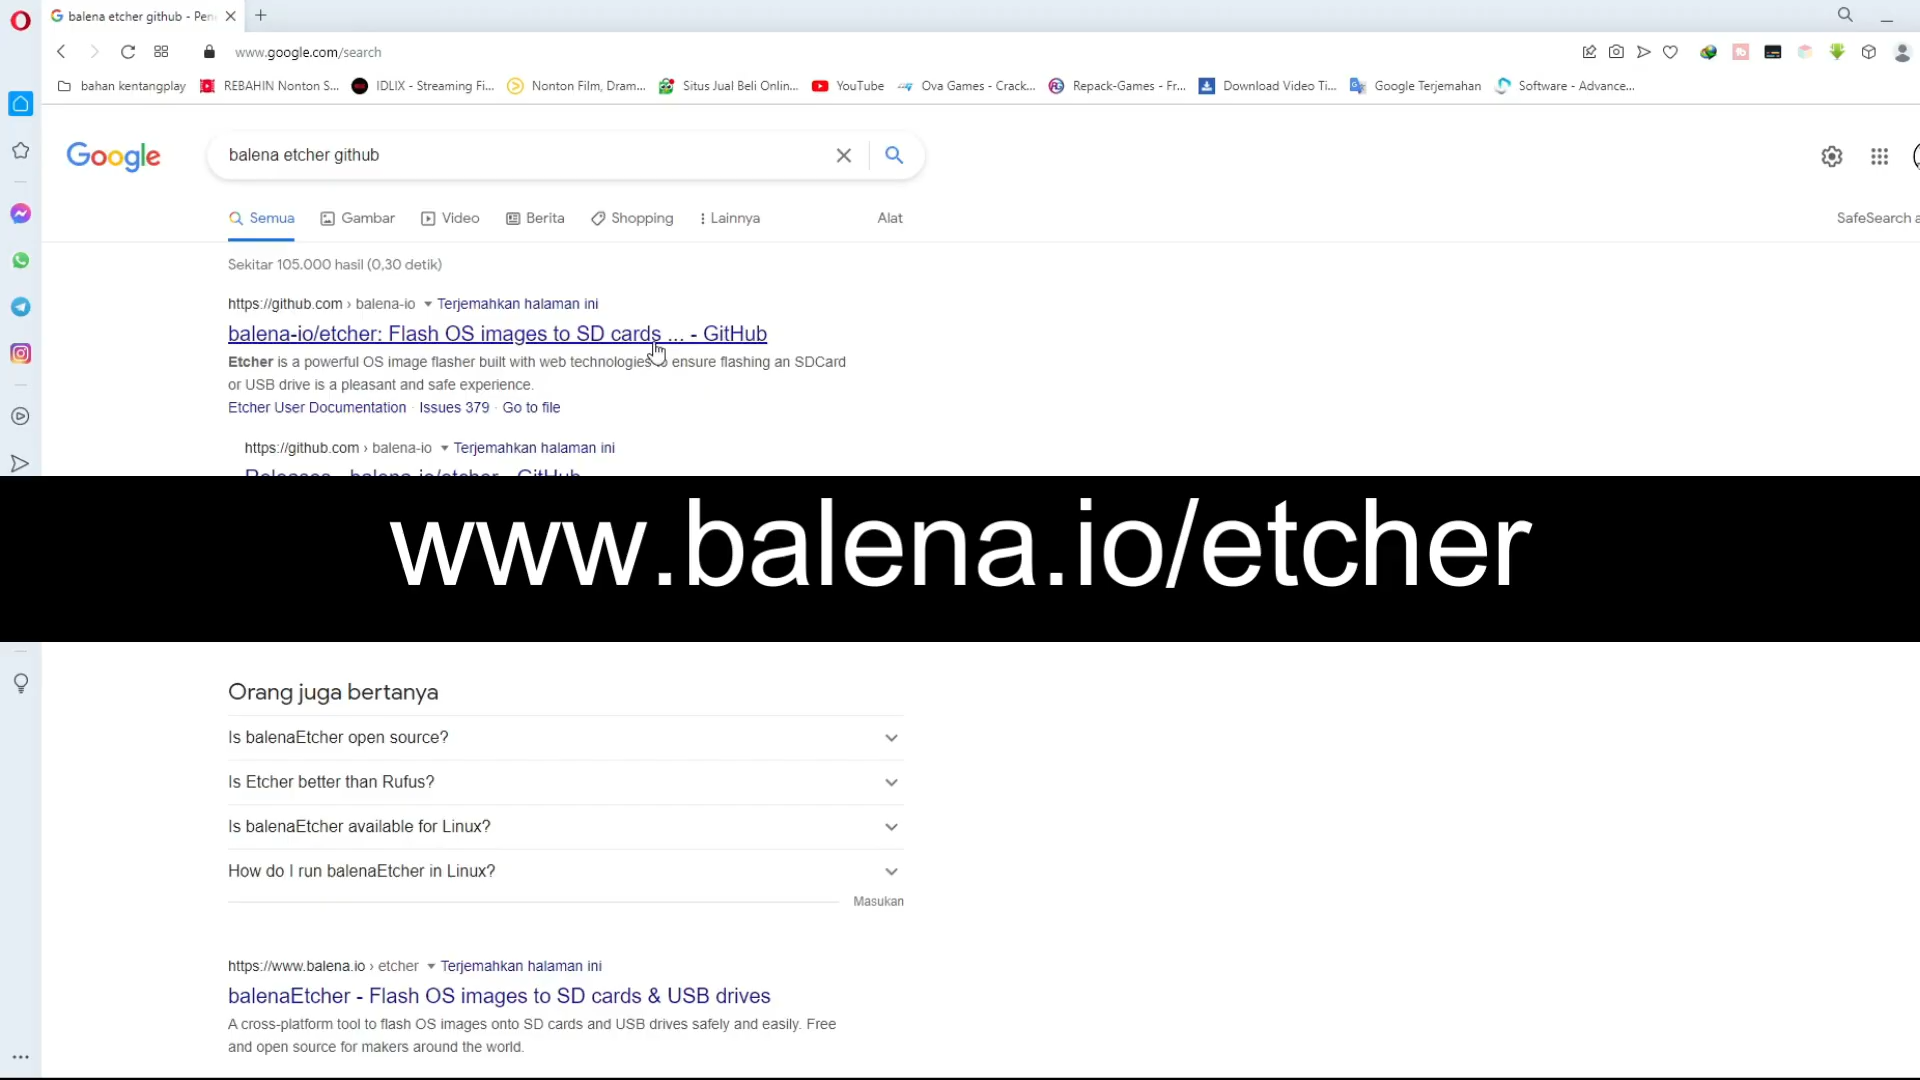 balena etcher github - Pen
www.google.com/search
bahan kentangplay
REBAHIN Nonton S...
IDLIX - Streaming Fi...
Nonton Film, Dram...
Situs Jual Beli Onlin...
YouTube
Ova Games - Crack...
Repack-Games - Fr...
Download Video Ti...
Google Terjemahan
Software - Advance...
Google
balena etcher github
Semua
Gambar
Video
Berita
Shopping
Lainnya
Alat
SafeSearch a
Sekitar 105.000 hasil (0,30 detik)
https://github.com › balena-io Terjemahkan halaman ini
balena-io/etcher: Flash OS images to SD cards ... - GitHub
Etcher is a powerful OS image flasher built with web technologies to ensure flashing an SDCard
or USB drive is a pleasant and safe experience.
Etcher User Documentation · Issues 379 · Go to file
https://github.com › balena-io Terjemahkan halaman ini
Releases - balena-io/etcher - GitHub
www.balena.io/etcher
Orang juga bertanya
Is balenaEtcher open source?
Is Etcher better than Rufus?
Is balenaEtcher available for Linux?
How do I run balenaEtcher in Linux?
Masukan
https://www.balena.io › etcher Terjemahkan halaman ini
balenaEtcher - Flash OS images to SD cards & USB drives
A cross-platform tool to flash OS images onto SD cards and USB drives safely and easily. Free
and open source for makers around the world.